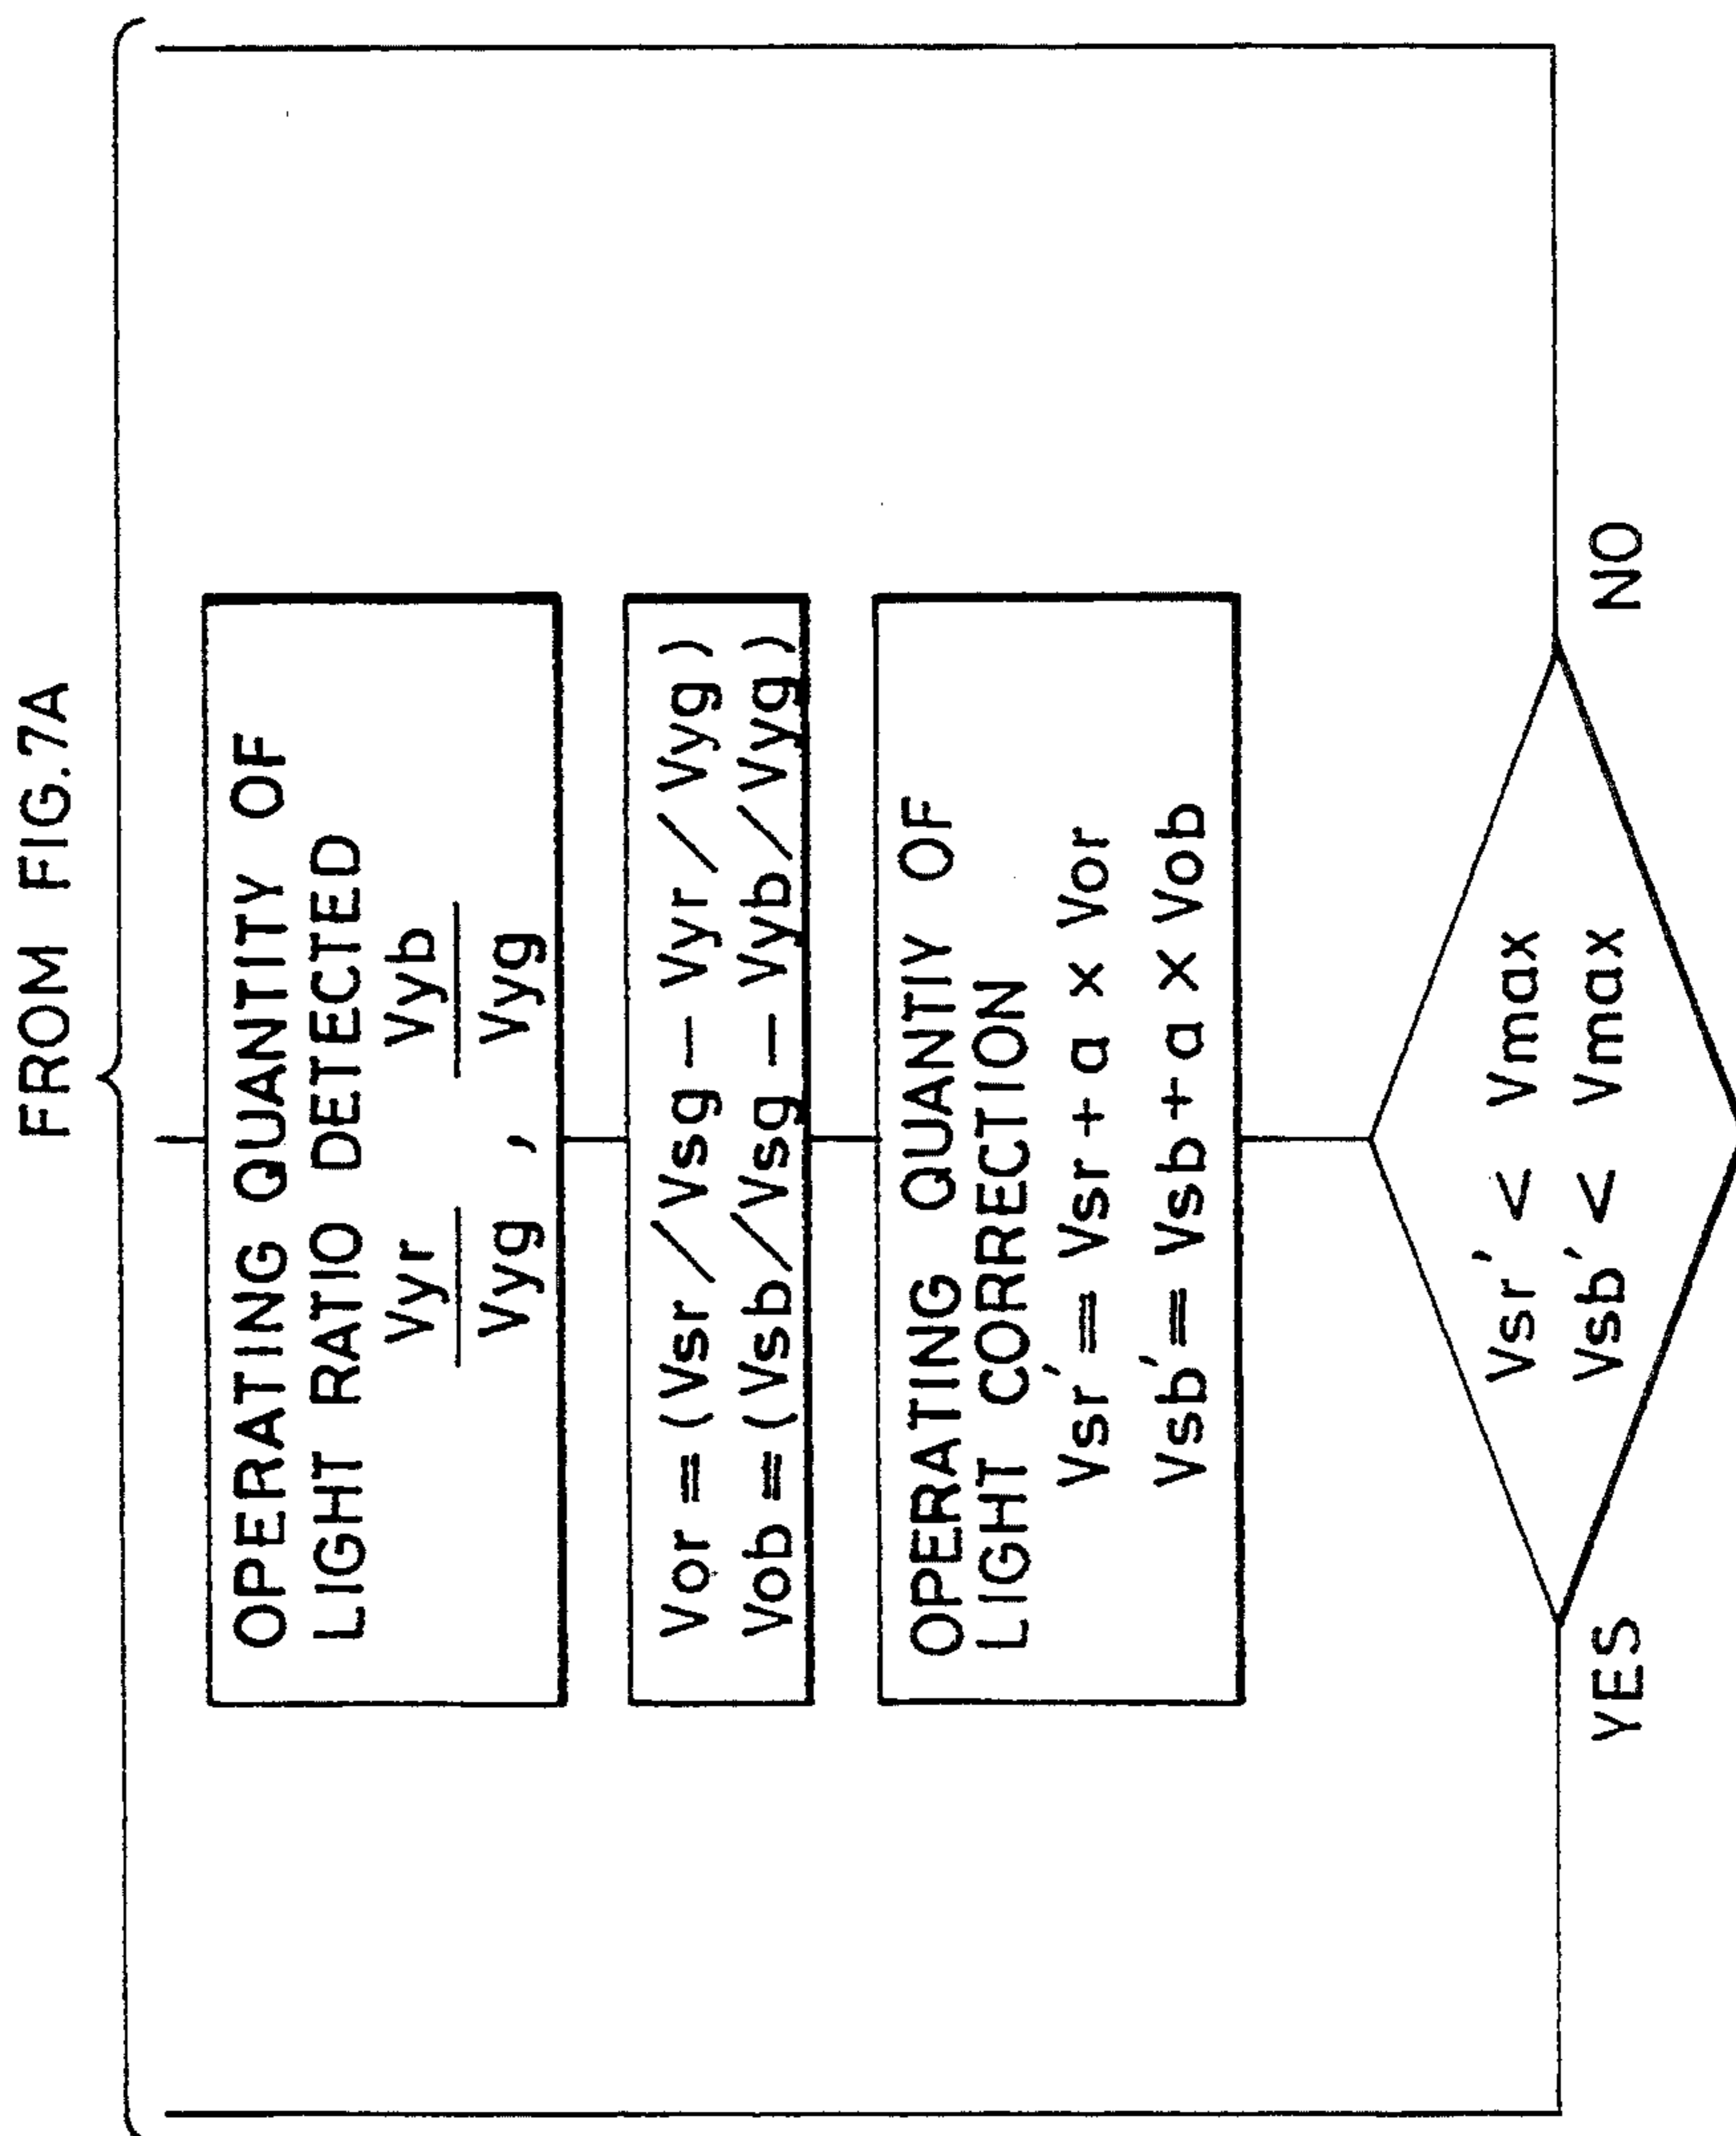 FROM FIG.7A
OPERATING QUANTITY OF
LIGHT RATIO DETECTED
Vyr/Vyg , Vyb/Vyg
Vor = (Vsr/Vsg - Vyr/Vyg)
Vob = (Vsb/Vsg - Vyb/Vyg)
OPERATING QUANTIY OF
LIGHT CORRECTION
Vsr' = Vsr + a x Vor
Vsb' = Vsb + a x Vob
Vsr' < Vmax
Vsb' < Vmax
YES
NO